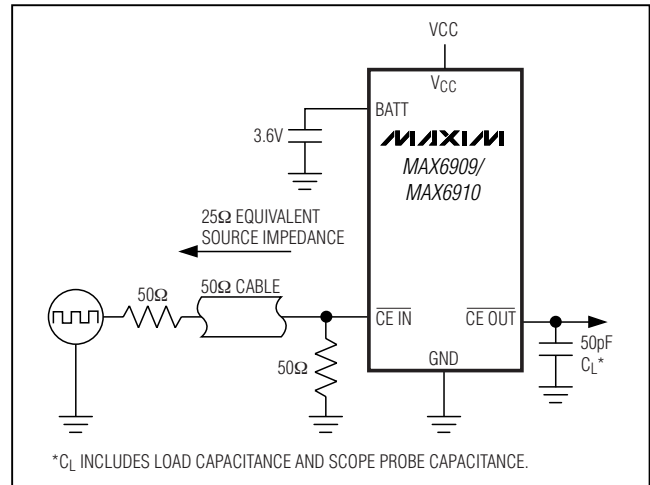 VCC
VCC
BATT
3.6V
MAXIM
MAX6909/
MAX6910
25Ω EQUIVALENT
SOURCE IMPEDANCE
50Ω
50Ω CABLE
CE IN
CE OUT
50Ω
50pF
CL*
GND
*CL INCLUDES LOAD CAPACITANCE AND SCOPE PROBE CAPACITANCE.